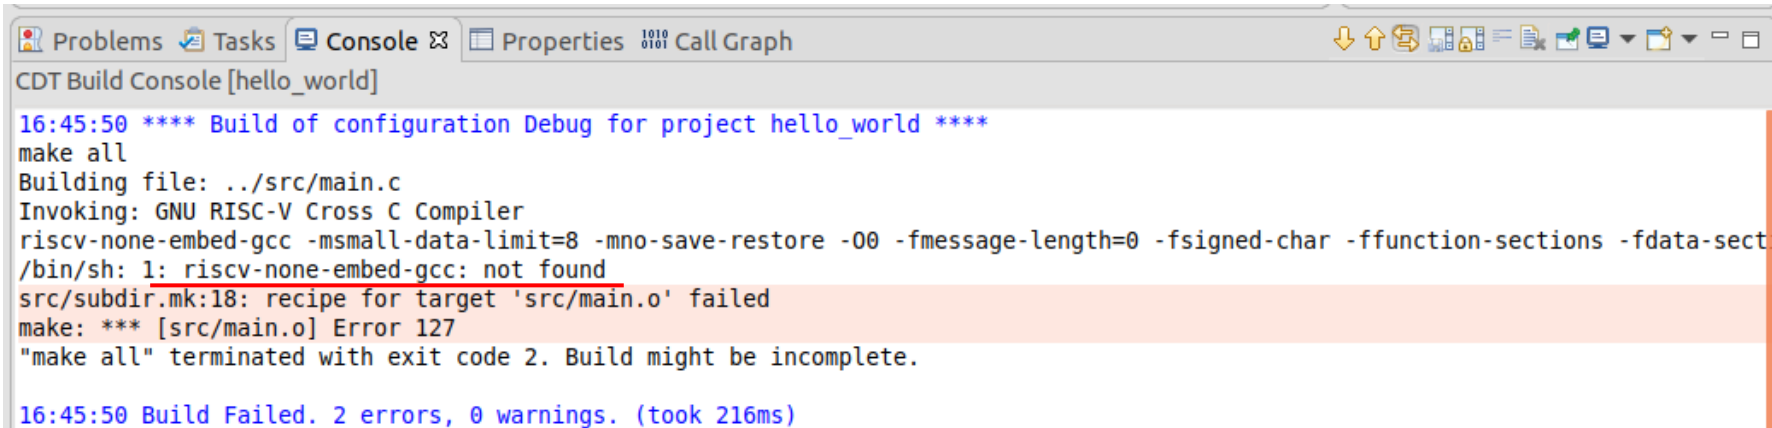 Problems Tasks Console Properties Call Graph
CDT Build Console [hello_world]
16:45:50 **** Build of configuration Debug for project hello_world ****
make all
Building file: ../src/main.c
Invoking: GNU RISC-V Cross C Compiler
riscv-none-embed-gcc -msmall-data-limit=8 -mno-save-restore -O0 -fmessage-length=0 -fsigned-char -ffunction-sections -fdata-sect
/bin/sh: 1: riscv-none-embed-gcc: not found
src/subdir.mk:18: recipe for target 'src/main.o' failed
make: *** [src/main.o] Error 127
"make all" terminated with exit code 2. Build might be incomplete.
16:45:50 Build Failed. 2 errors, 0 warnings. (took 216ms)